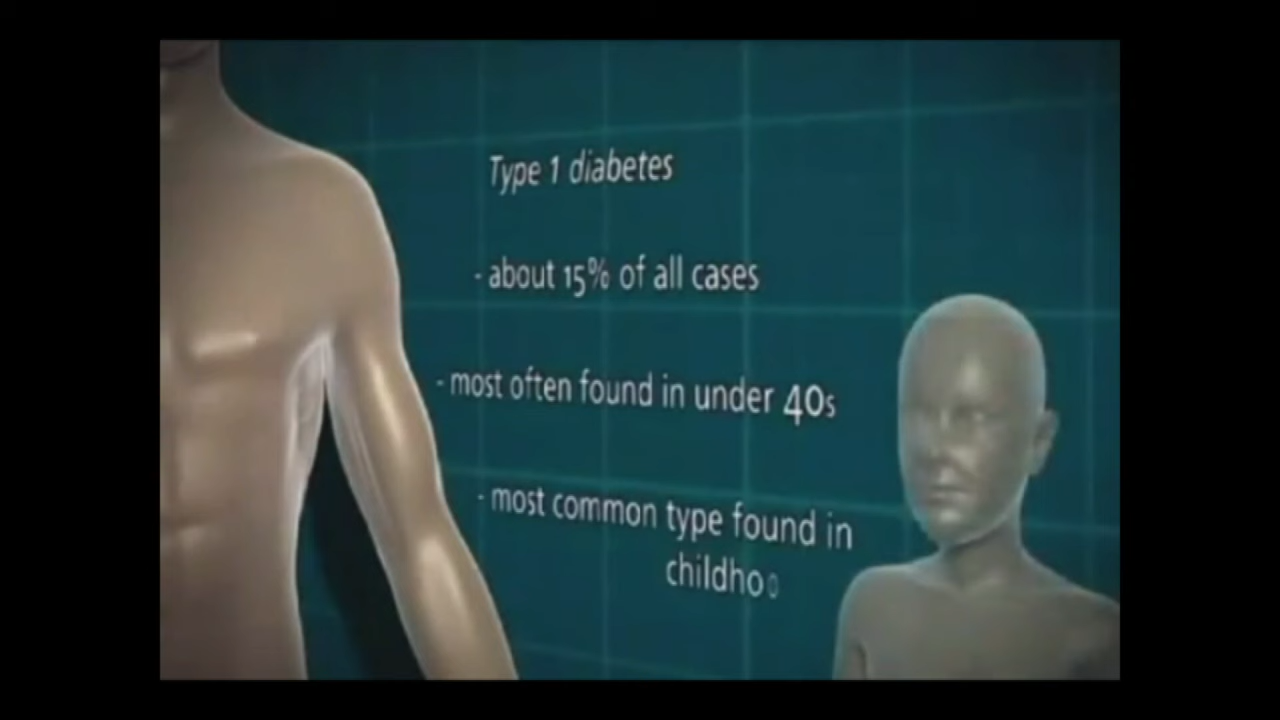 Type 1 diabetes
- about 15% of all cases
- most often found in under 40s
- most common type found in
childhoo